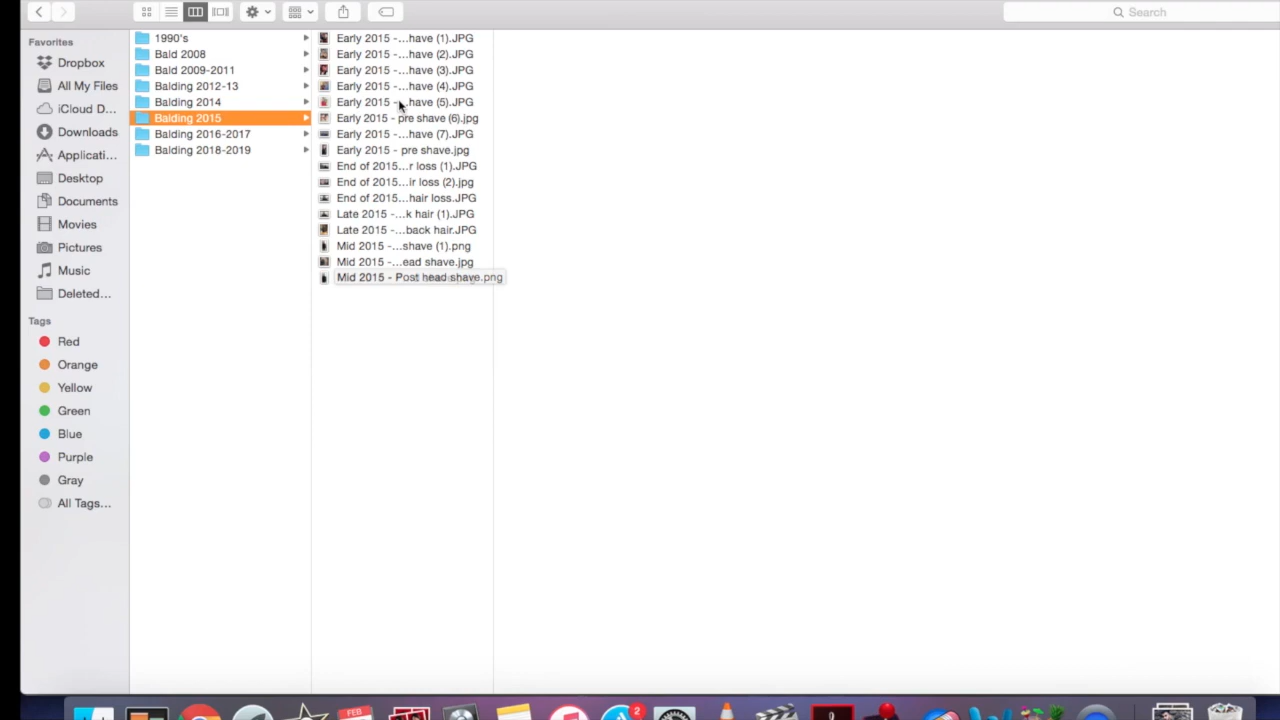 Search
Favorites
Dropbox
All My Files
iCloud D...
Downloads
Applicati...
Desktop
Documents
Movies
Pictures
Music
Deleted...
Tags
Red
Orange
Yellow
Green
Blue
Purple
Gray
All Tags...
1990's
Bald 2008
Bald 2009-2011
Balding 2012-13
Balding 2014
Balding 2015
Balding 2016-2017
Balding 2018-2019
Early 2015 -...have (1).JPG
Early 2015 -...have (2).JPG
Early 2015 -...have (3).JPG
Early 2015 -...have (4).JPG
Early 2015 -...have (5).JPG
Early 2015 - pre shave (6).jpg
Early 2015 -...have (7).JPG
Early 2015 - pre shave.jpg
End of 2015...r loss (1).JPG
End of 2015...ir loss (2).jpg
End of 2015...hair loss.JPG
Late 2015 -...k hair (1).JPG
Late 2015 -...back hair.JPG
Mid 2015 -...shave (1).png
Mid 2015 -...ead shave.jpg
Mid 2015 - Post head shave.png
FEB
2